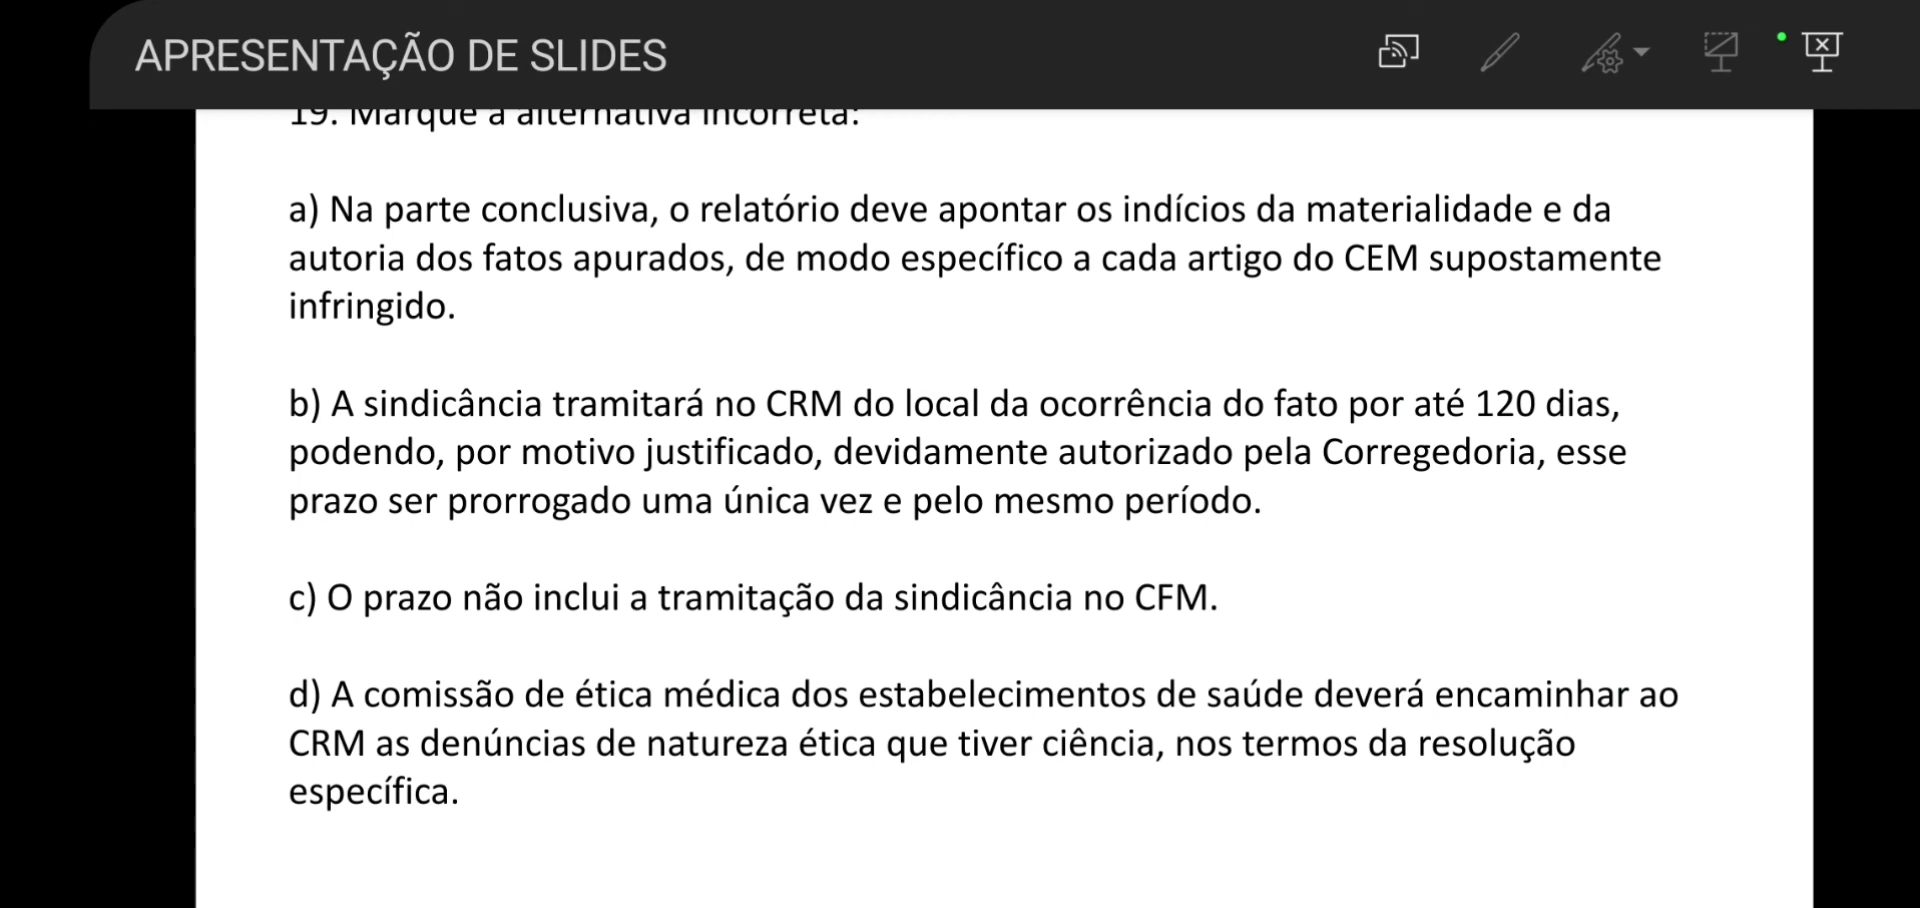 APRESENTAÇÃO DE SLIDES
19. Marque a alternativa incorreta:
a) Na parte conclusiva, o relatório deve apontar os indícios da materialidade e da
autoria dos fatos apurados, de modo específico a cada artigo do CEM supostamente
infringido.
b) A sindicância tramitará no CRM do local da ocorrência do fato por até 120 dias,
podendo, por motivo justificado, devidamente autorizado pela Corregedoria, esse
prazo ser prorrogado uma única vez e pelo mesmo período.
c) O prazo não inclui a tramitação da sindicância no CFM.
d) A comissão de ética médica dos estabelecimentos de saúde deverá encaminhar ao
CRM as denúncias de natureza ética que tiver ciência, nos termos da resolução
específica.